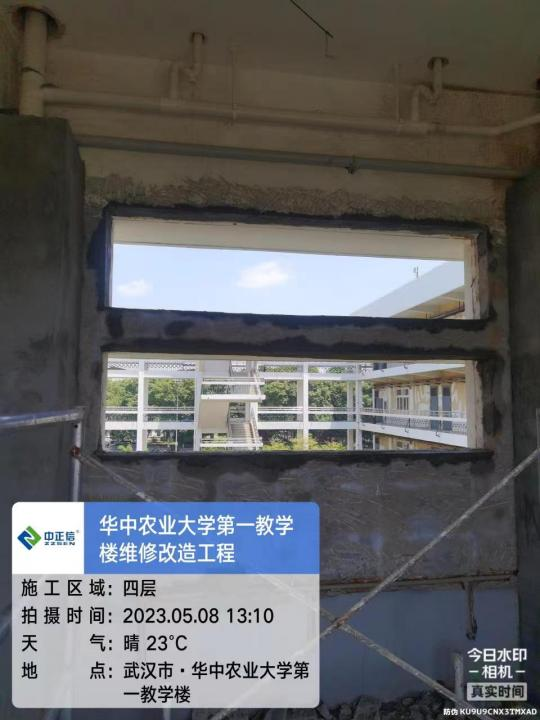 中正信®
ZZSEN
华中农业大学第一教学
楼维修改造工程
施工区域：四层
拍摄时间：2023.05.08 13:10
天气：晴 23℃
地点：武汉市·华中农业大学第
一教学楼
今日水印
-相机-
真实时间
防伪 KU9U9CNX3TMXAD